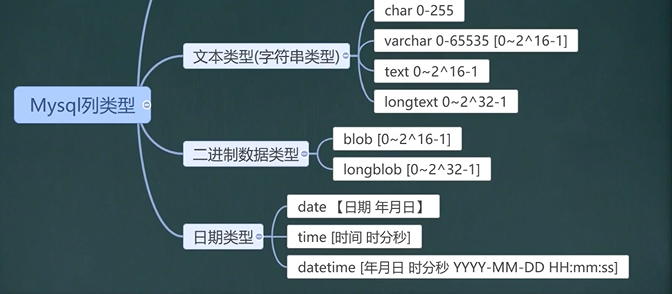 char 0-255
varchar 0-65535 [0~2^16-1]
文本类型(字符串类型)
text 0~2^16-1
longtext 0~2^32-1
Mysql列类型
blob [0~2^16-1]
二进制数据类型
longblob [0~2^32-1]
date 【日期 年月日】
日期类型
time [时间 时分秒]
datetime [年月日 时分秒 YYYY-MM-DD HH:mm:ss]